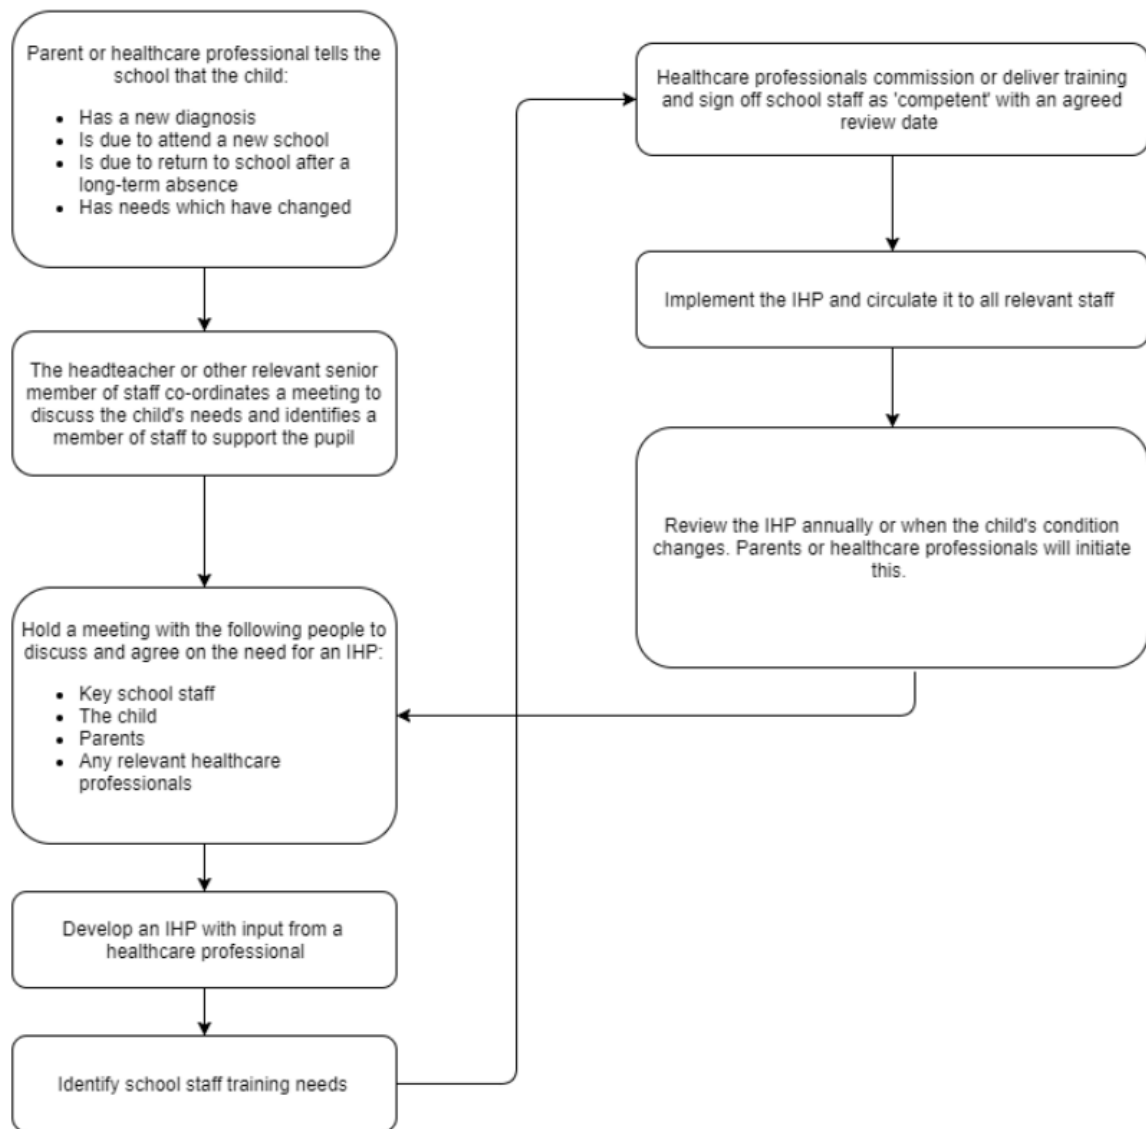 Parent or healthcare professional tells the
school that the child:
• Has a new diagnosis
• Is due to attend a new school
• Is due to return to school after a
long-term absence
• Has needs which have changed
The headteacher or other relevant senior
member of staff co-ordinates a meeting to
discuss the child's needs and identifies a
member of staff to support the pupil
Hold a meeting with the following people to
discuss and agree on the need for an IHP:
• Key school staff
• The child
• Parents
• Any relevant healthcare
professionals
Develop an IHP with input from a
healthcare professional
Identify school staff training needs
Healthcare professionals commission or deliver training
and sign off school staff as 'competent' with an agreed
review date
Implement the IHP and circulate it to all relevant staff
Review the IHP annually or when the child's condition
changes. Parents or healthcare professionals will initiate
this.